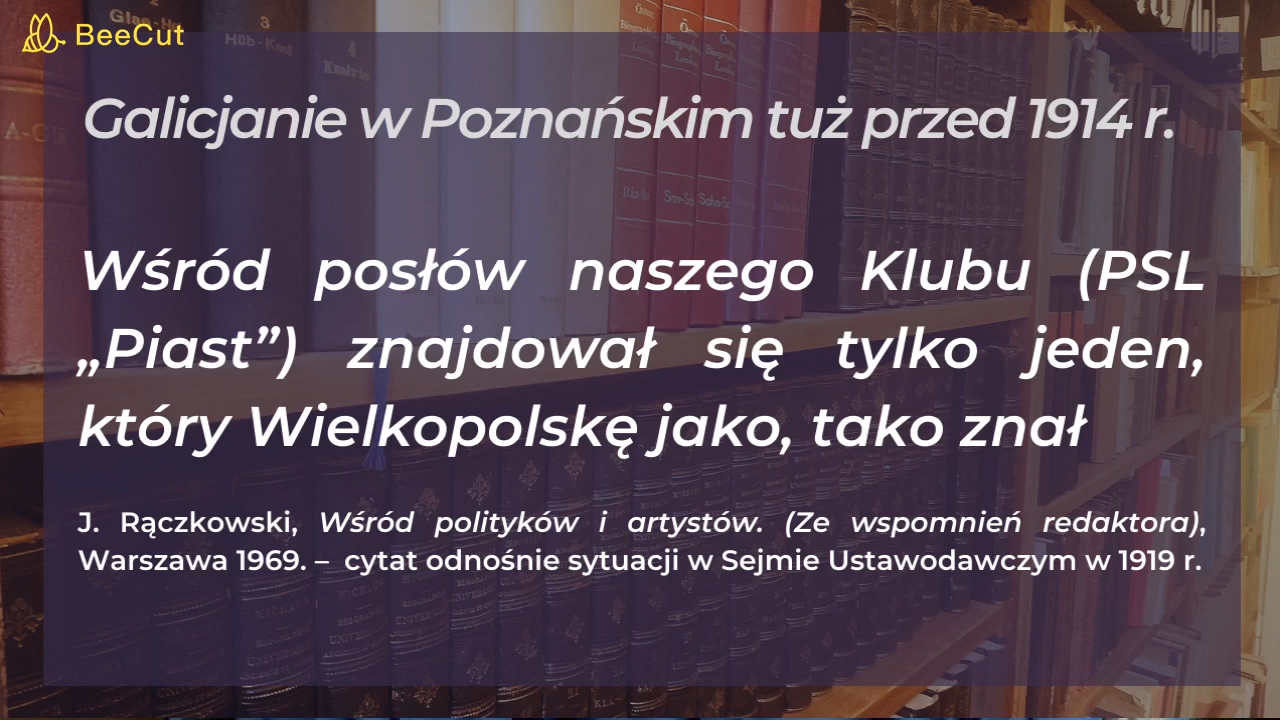 BeeCut
Galicjanie w Poznańskim tuż przed 1914 r.
Wśród posłów naszego Klubu (PSL
„Piast”) znajdował się tylko jeden,
który Wielkopolskę jako, tako znał
J. Rączkowski, Wśród polityków i artystów. (Ze wspomnień redaktora),
Warszawa 1969. – cytat odnośnie sytuacji w Sejmie Ustawodawczym w 1919 r.